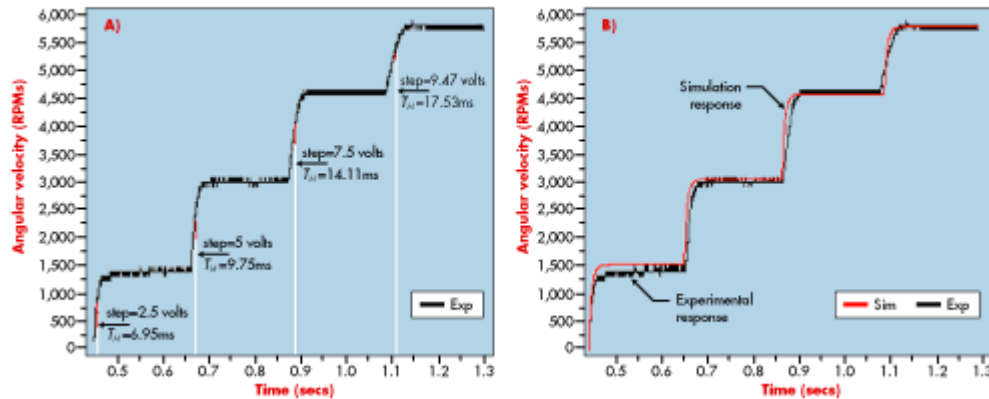 A)
Angular velocity (RPMs)
6,000
5,500
5,000
4,500
4,000
3,500
3,000
2,500
2,000
1,500
1,000
500
0
step=9.47 volts
TM=17.53ms
step=7.5 volts
TM=14.11ms
step=5 volts
TM=9.75ms
step=2.5 volts
TM=6.95ms
Exp
0.5
0.6
0.7
0.8
0.9
1.0
1.1
1.2
1.3
Time (secs)
B)
Angular velocity (RPMs)
6,000
5,500
5,000
4,500
4,000
3,500
3,000
2,500
2,000
1,500
1,000
500
0
Simulation
response
Experimental
response
Sim Exp
0.5
0.6
0.7
0.8
0.9
1.0
1.1
1.2
1.3
Time (secs)